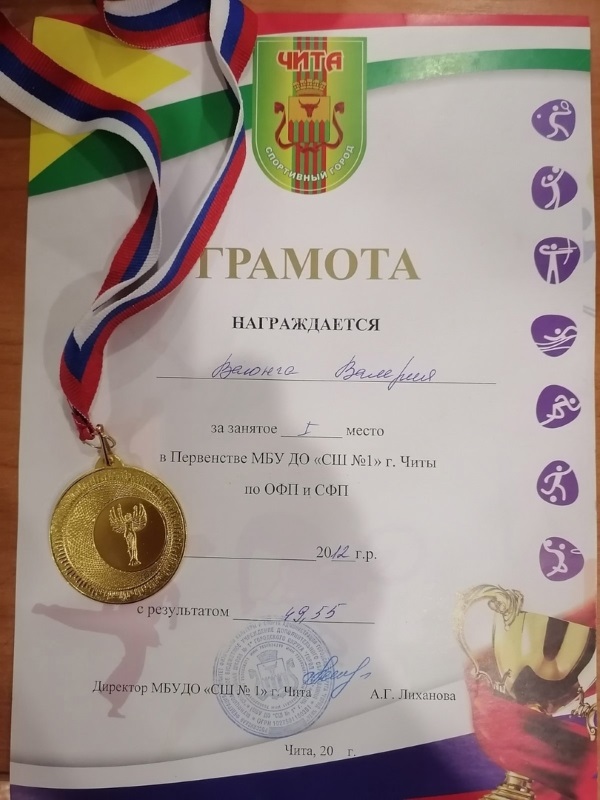 ЧИТА
СПОРТИВНЫЙ ГОРОД
ГРАМОТА
НАГРАЖДАЕТСЯ
Валерия
за занятое I место
в Первенстве МБУ ДО «СШ №1» г. Читы
по ОФП и СФП
2012 г.р.
с результатом 49,55
Директор МБУДО «СШ № 1» г. Чита А.Г. Лиханова
Чита, 20 г.